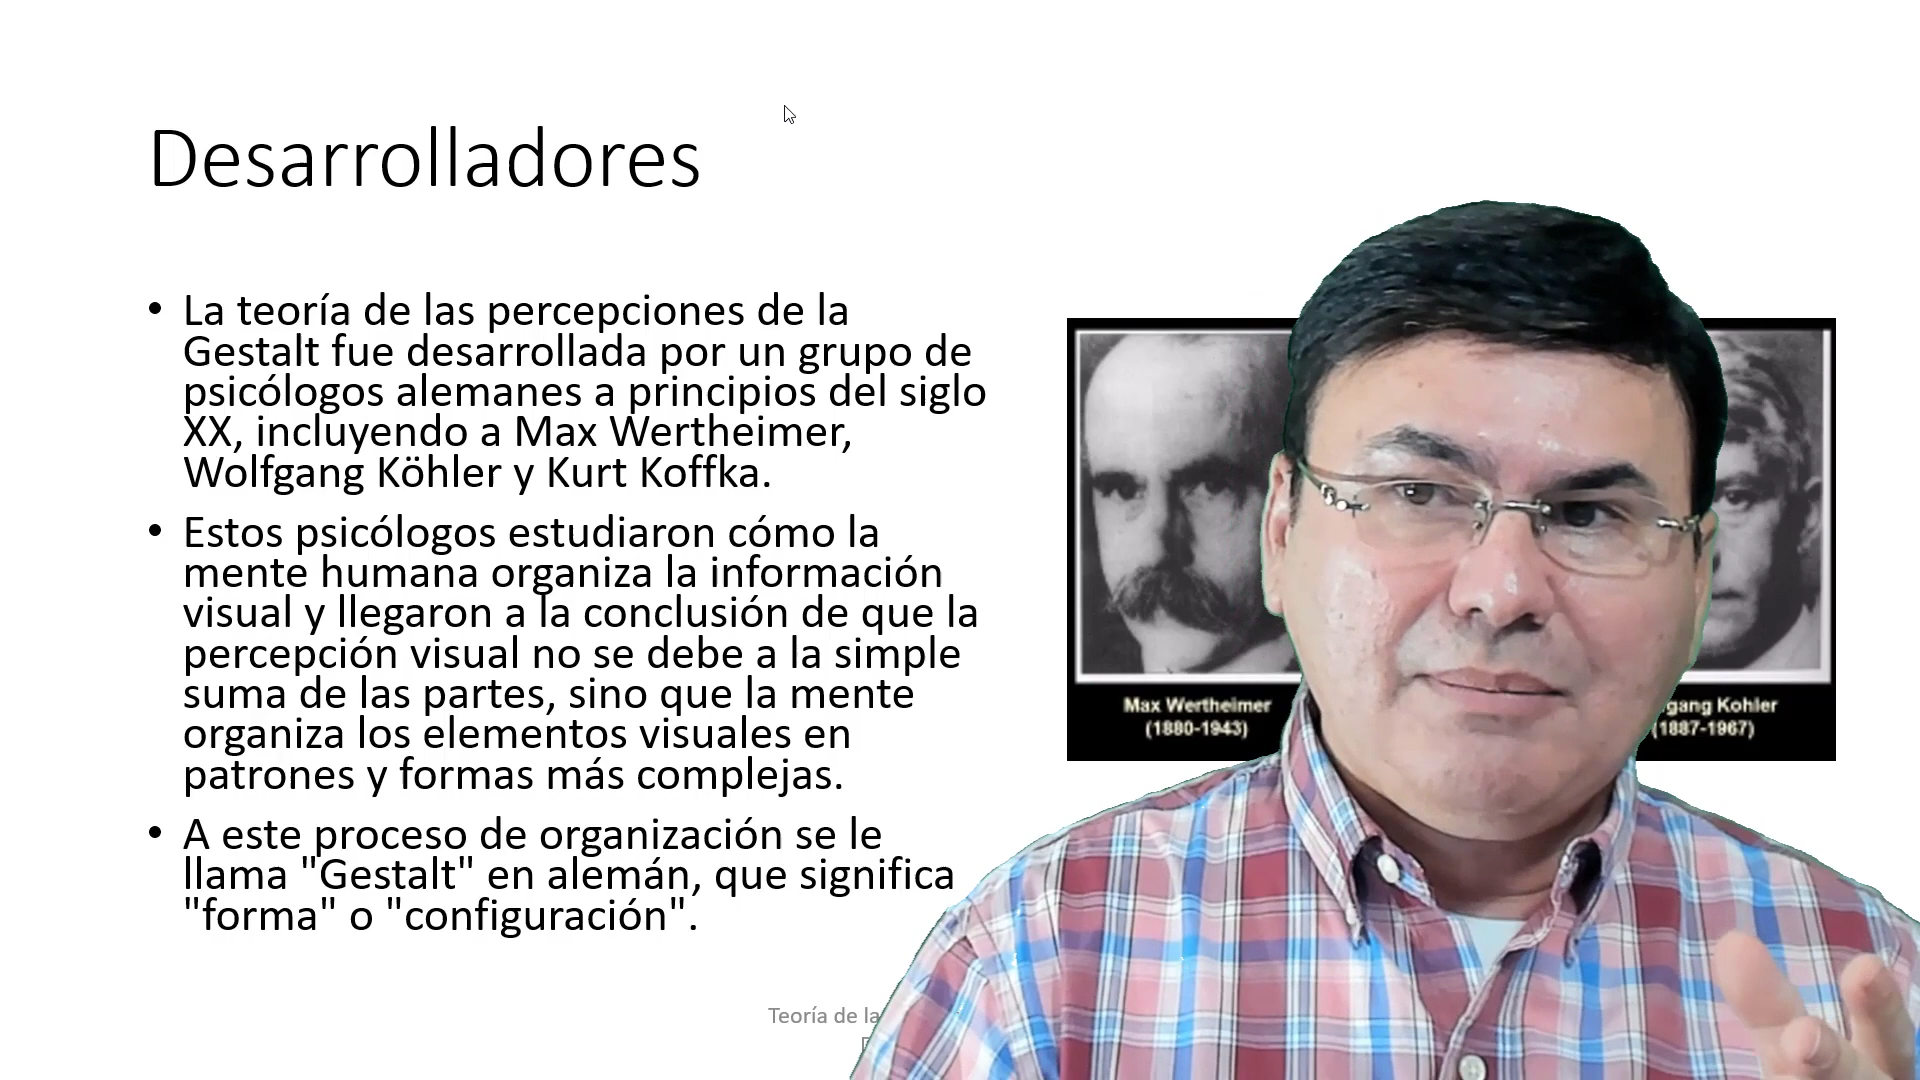 Desarrolladores
• La teoría de las percepciones de la
Gestalt fue desarrollada por un grupo de
psicólogos alemanes a principios del siglo
XX, incluyendo a Max Wertheimer,
Wolfgang Köhler y Kurt Koffka.
• Estos psicólogos estudiaron cómo la
mente humana organiza la información
visual y llegaron a la conclusión de que la
percepción visual no se debe a la simple
suma de las partes, sino que la mente
organiza los elementos visuales en
patrones y formas más complejas.
• A este proceso de organización se le
llama "Gestalt" en alemán, que significa
"forma" o "configuración".
Max Wertheimer
(1880-1943)
gang Kohler
(1887-1967)
Teoría de la